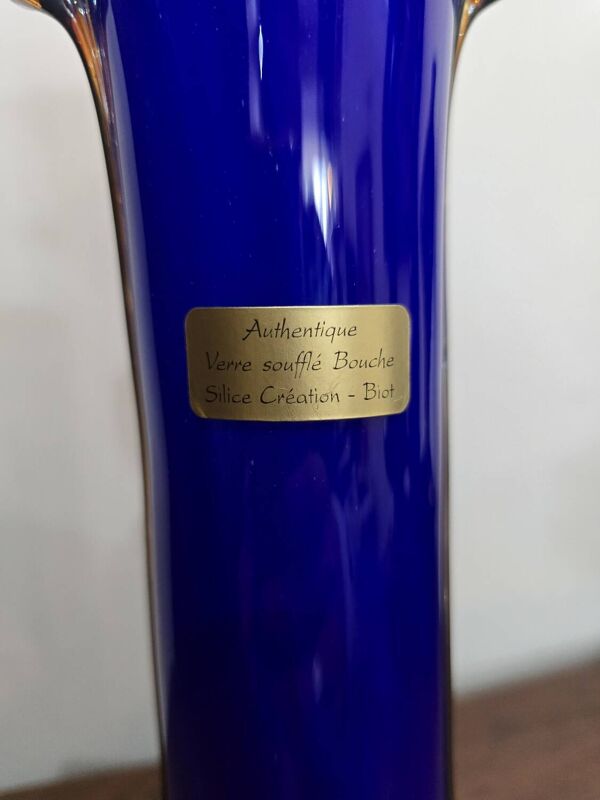 Authentique
Verre soufflé Bouche
Silice Création - Biot